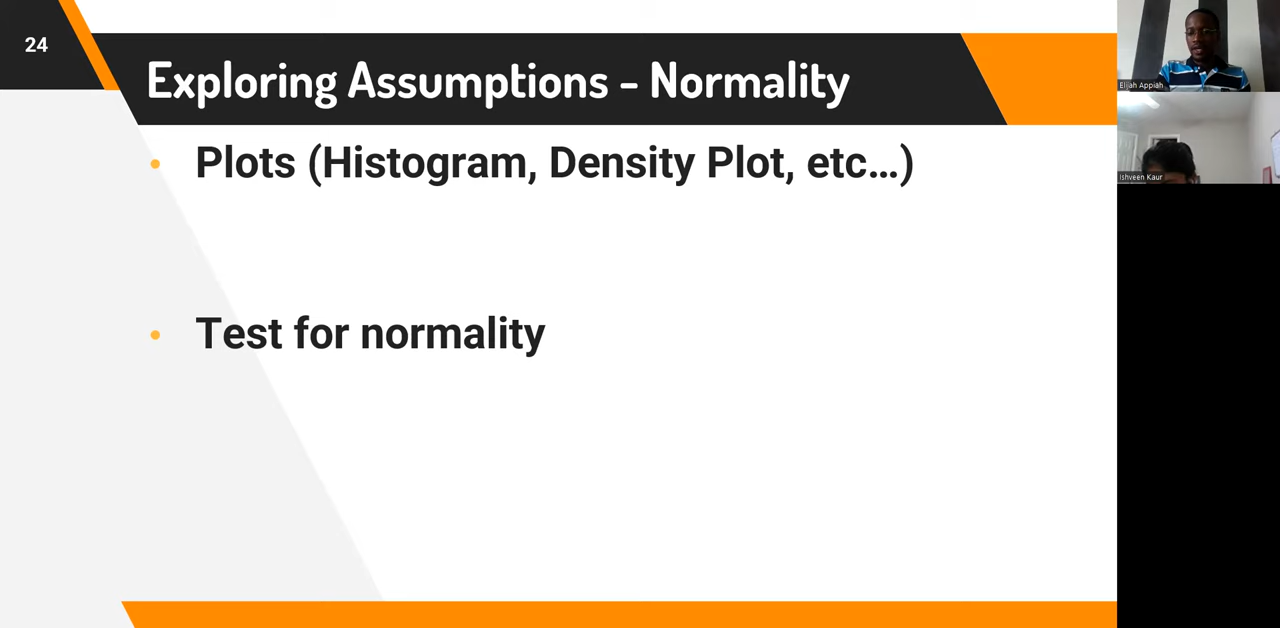 24
Exploring Assumptions – Normality
• Plots (Histogram, Density Plot, etc...)
• Test for normality
Elijah Appiah
Ishveen Kaur